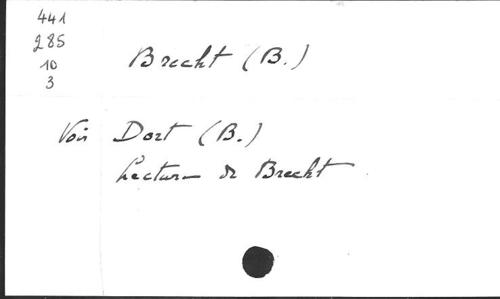 441
285
10
3
Brecht (B.)
Voir Dort (B.)
Lecture de Brecht